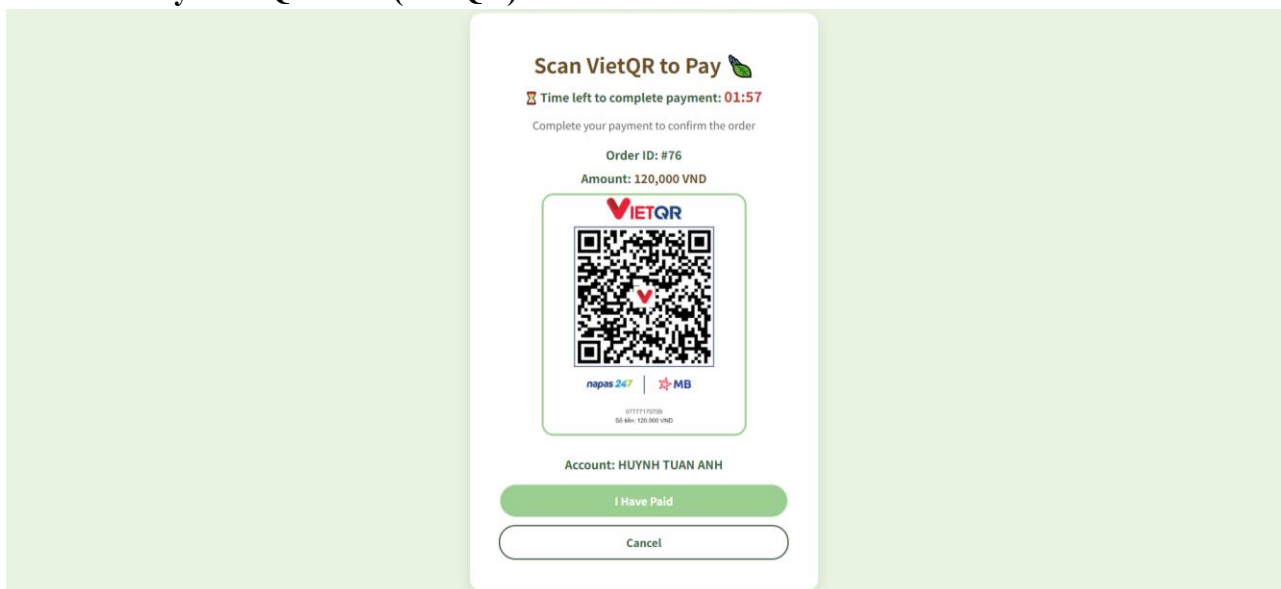 Scan VietQR to Pay
Time left to complete payment: 01:57
Complete your payment to confirm the order
Order ID: #76
Amount: 120,000 VND
VIETQR
napas 247 | MB
Số tiền: 120.000 VND
Account: HUYNH TUAN ANH
I Have Paid
Cancel